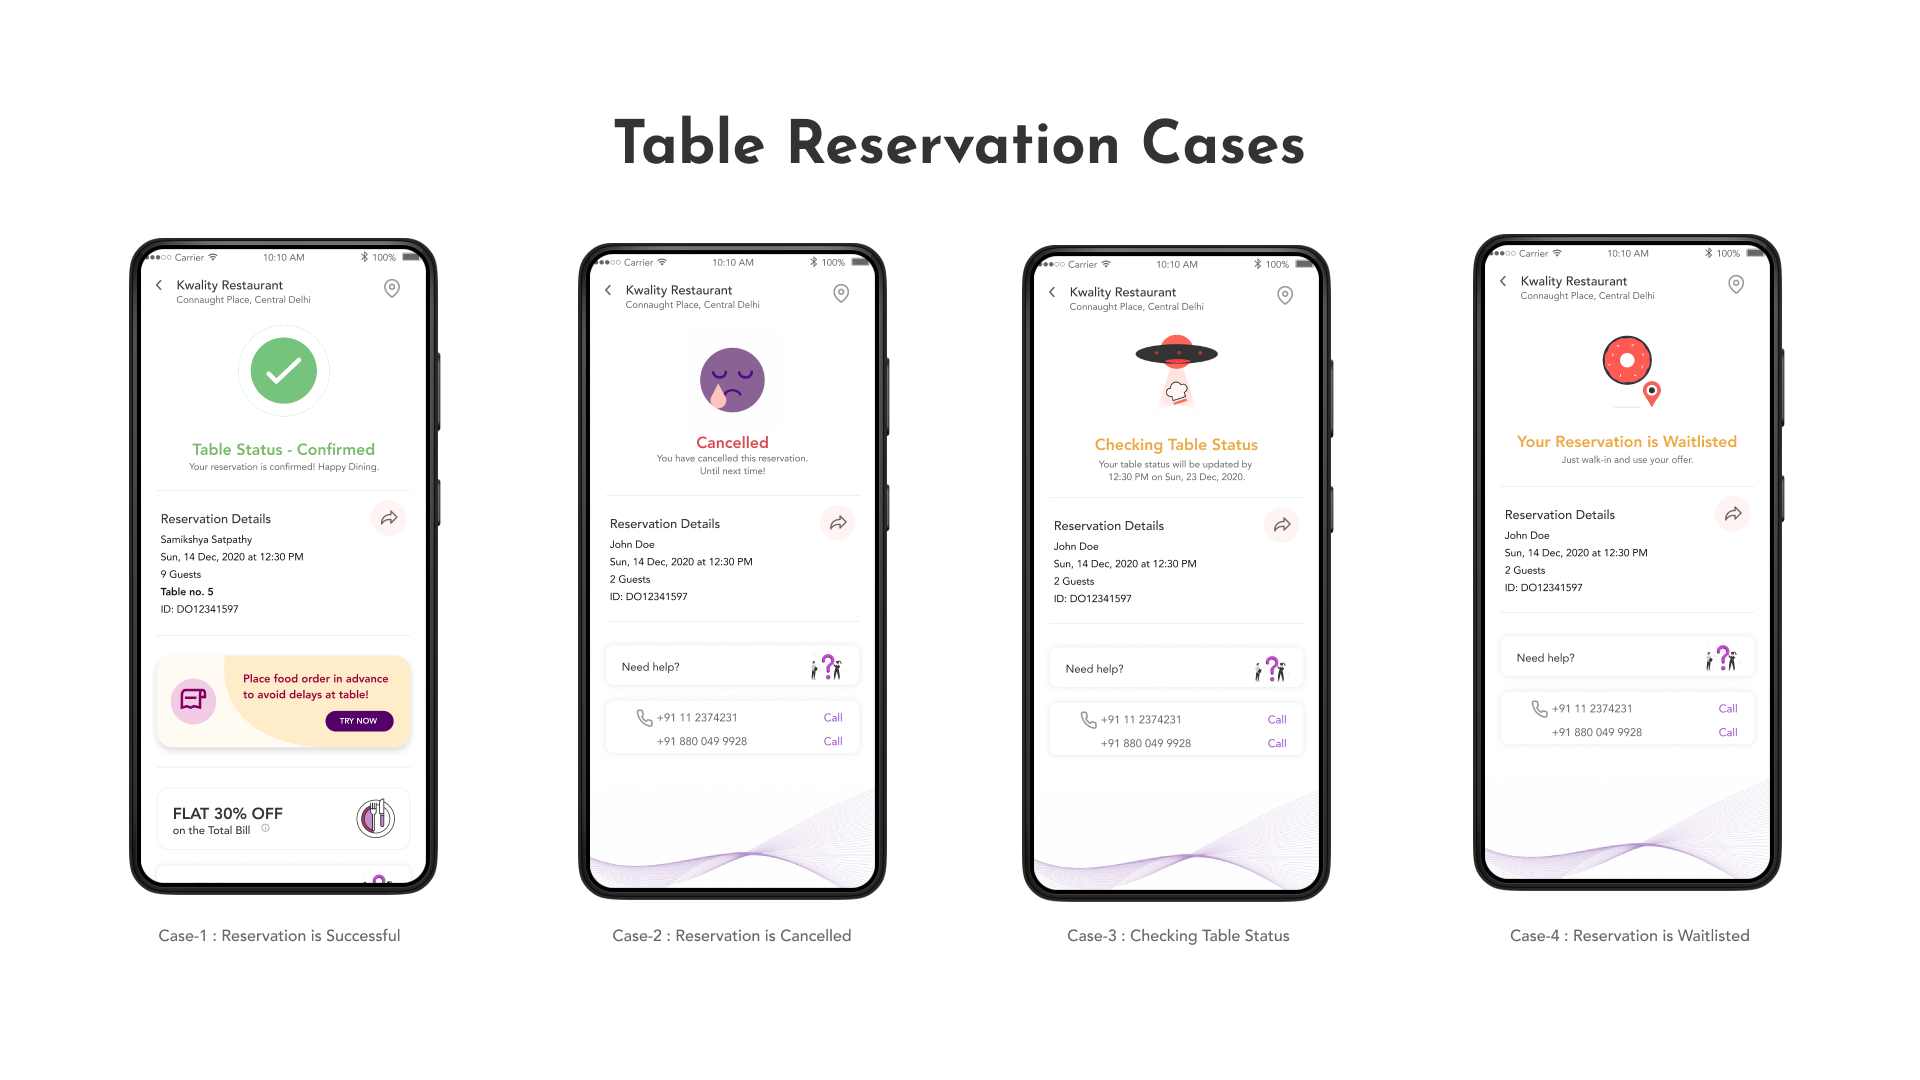 Table Reservation Cases
Carrier 10:10 AM 100%
Kwality Restaurant
Connaught Place, Central Delhi
Table Status - Confirmed
Your reservation is confirmed! Happy Dining.
Reservation Details
Samikshya Satpathy
Sun, 14 Dec, 2020 at 12:30 PM
9 Guests
Table no. 5
ID: DO12341597
Place food order in advance
to avoid delays at table!
TRY NOW
FLAT 30% OFF
on the Total Bill
Case-1 : Reservation is Successful
Carrier 10:10 AM 100%
Kwality Restaurant
Connaught Place, Central Delhi
Cancelled
You have cancelled this reservation.
Until next time!
Reservation Details
John Doe
Sun, 14 Dec, 2020 at 12:30 PM
2 Guests
ID: DO12341597
Need help?
+91 11 2374231 Call
+91 880 049 9928 Call
Case-2 : Reservation is Cancelled
Carrier 10:10 AM 100%
Kwality Restaurant
Connaught Place, Central Delhi
Checking Table Status
Your table status will be updated by
12:30 PM on Sun, 23 Dec, 2020.
Reservation Details
John Doe
Sun, 14 Dec, 2020 at 12:30 PM
2 Guests
ID: DO12341597
Need help?
+91 11 2374231 Call
+91 880 049 9928 Call
Case-3 : Checking Table Status
Carrier 10:10 AM 100%
Kwality Restaurant
Connaught Place, Central Delhi
Your Reservation is Waitlisted
Just walk-in and use your offer.
Reservation Details
John Doe
Sun, 14 Dec, 2020 at 12:30 PM
2 Guests
ID: DO12341597
Need help?
+91 11 2374231 Call
+91 880 049 9928 Call
Case-4 : Reservation is Waitlisted